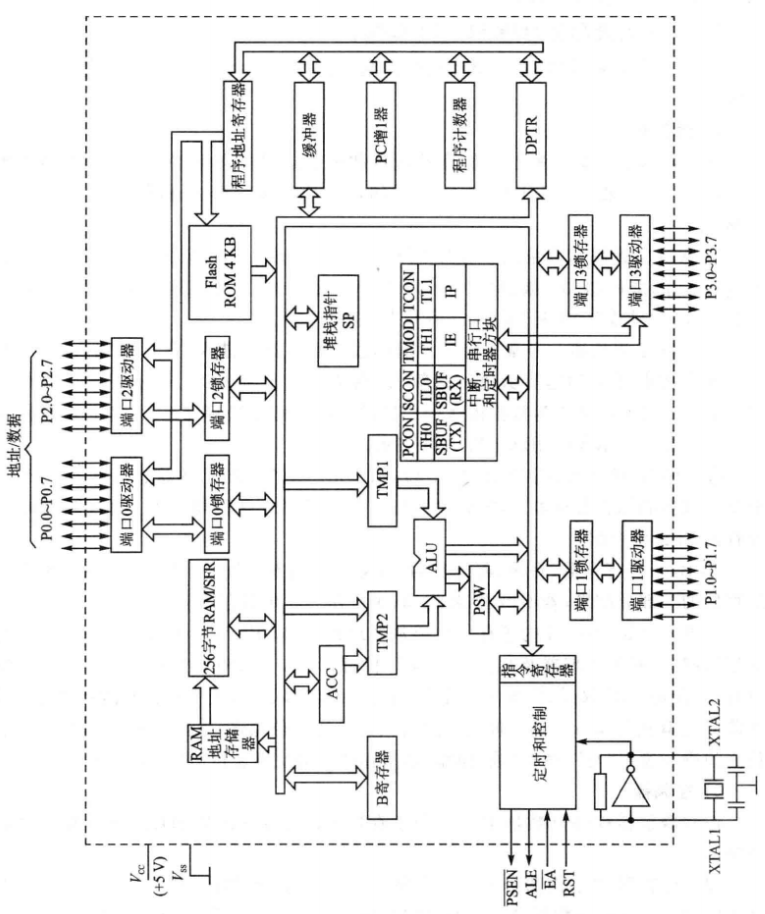 地址/数据
P0.0~P0.7
P2.0~P2.7
Vcc
(+5 V)
Vss
端口0驱动器
端口2驱动器
程序地址寄存器
RAM
地址
存储
器
256字节RAM/SFR
端口0锁存器
端口2锁存器
Flash
ROM 4 KB
缓冲器
堆栈指针
SP
PC增1器
B寄存器
ACC
TMP2
TMP1
PCON
SCON
TMOD
TCON
TH0
TL0
TH1
TL1
SBUF
(TX)
SBUF
(RX)
IE
IP
中断，串行口
和定时器方块
程序计数器
ALU
PSW
DPTR
PSEN
ALE
EA
RST
定时和控制
指令寄存器
端口1锁存器
端口3锁存器
端口1驱动器
端口3驱动器
XTAL1
XTAL2
P1.0~P1.7
P3.0~P3.7